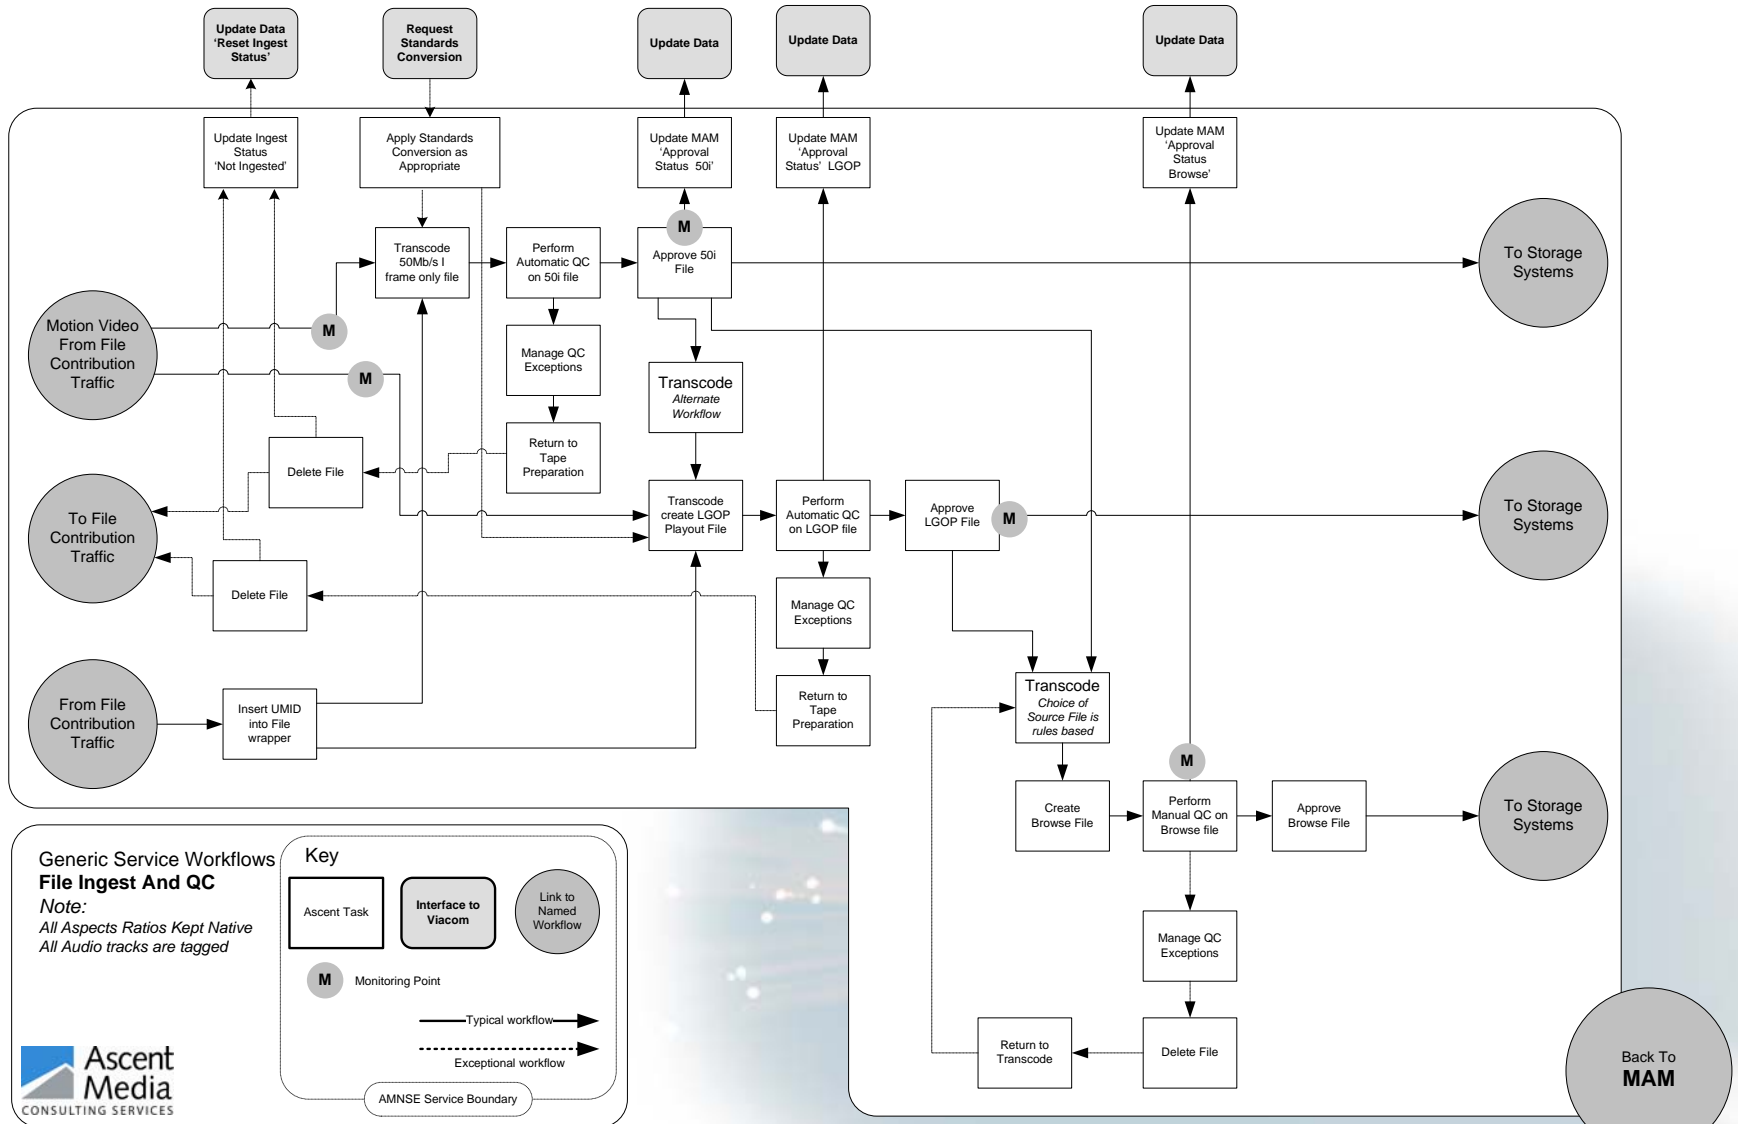 Update Data
‘Reset Ingest
Status’
Request
Standards
Conversion
Update Data
Update Data
Update Data
Update Ingest
Status
‘Not Ingested’
Apply Standards
Conversion as
Appropriate
Update MAM
‘Approval
Status 50i’
Update MAM
‘Approval
Status’ LGOP
Update MAM
‘Approval
Status
Browse’
M
Transcode
50Mb/s I
frame only file
Perform
Automatic QC
on 50i file
Approve 50i
File
To Storage
Systems
Motion Video
From File
Contribution
Traffic
M
M
Manage QC
Exceptions
Transcode
Alternate
Workflow
Return to
Tape
Preparation
Delete File
To File
Contribution
Traffic
Transcode
create LGOP
Playout File
Perform
Automatic QC
on LGOP file
Approve
LGOP File
M
To Storage
Systems
Delete File
Manage QC
Exceptions
From File
Contribution
Traffic
Insert UMID
into File
wrapper
Return to
Tape
Preparation
Transcode
Choice of
Source File is
rules based
M
Create
Browse File
Perform
Manual QC on
Browse file
Approve
Browse File
To Storage
Systems
Manage QC
Exceptions
Return to
Transcode
Delete File
Back To
MAM
Generic Service Workflows
File Ingest And QC
Note:
All Aspects Ratios Kept Native
All Audio tracks are tagged
Key
Ascent Task
Interface to
Viacom
Link to
Named
Workflow
M
Monitoring Point
Typical workflow
Exceptional workflow
AMNSE Service Boundary
Ascent
Media
CONSULTING SERVICES